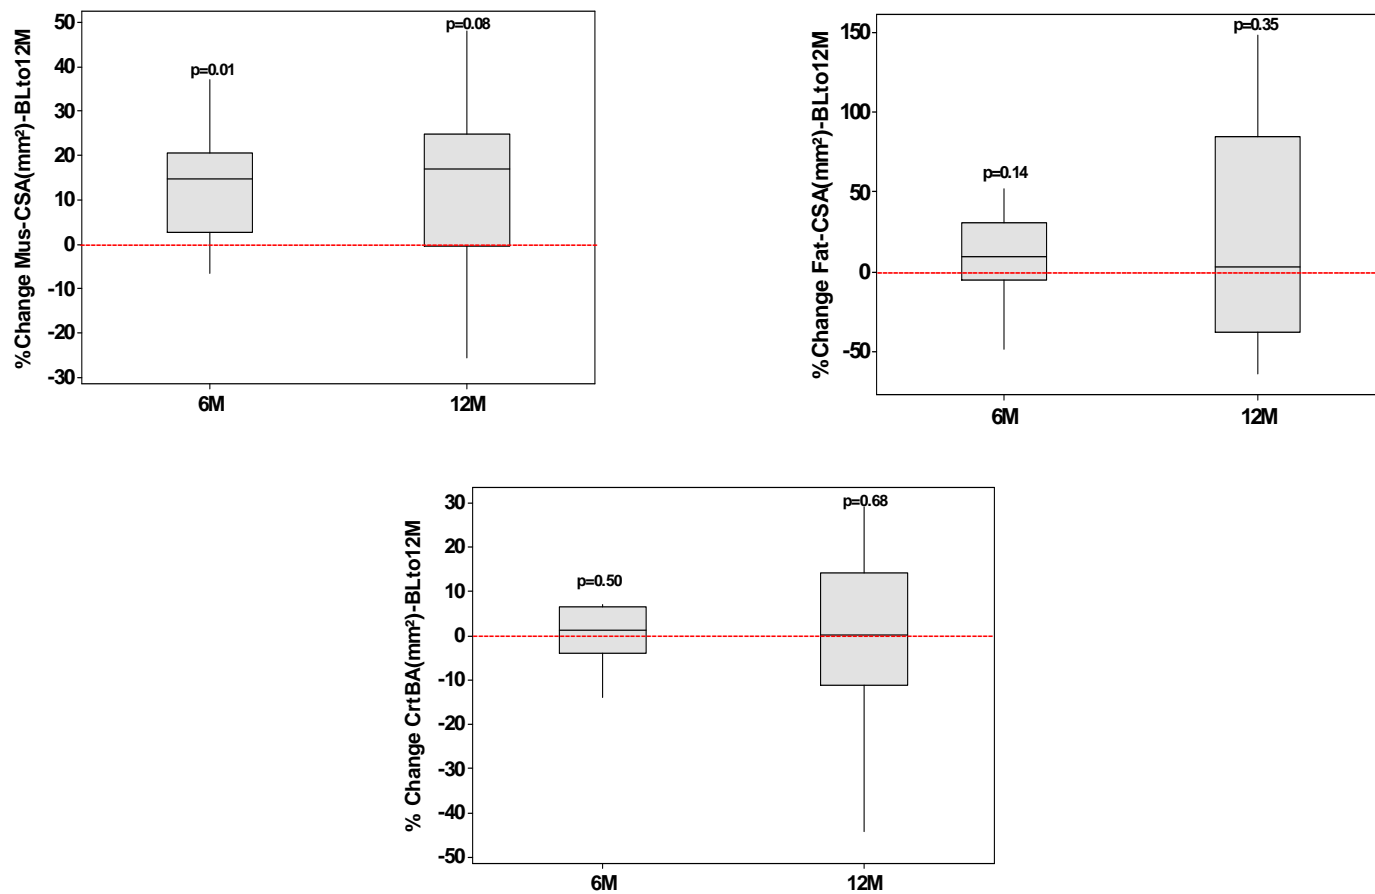 %Change Mus-CSA(mm²)-BLto12M
50
40
30
20
10
0
-10
-20
-30
p=0.01
p=0.08
6M
12M
%Change Fat-CSA(mm²)-BLto12M
150
100
50
0
-50
p=0.14
p=0.35
6M
12M
% Change CrtBA(mm²)-BLto12M
30
20
10
0
-10
-20
-30
-40
-50
p=0.50
p=0.68
6M
12M